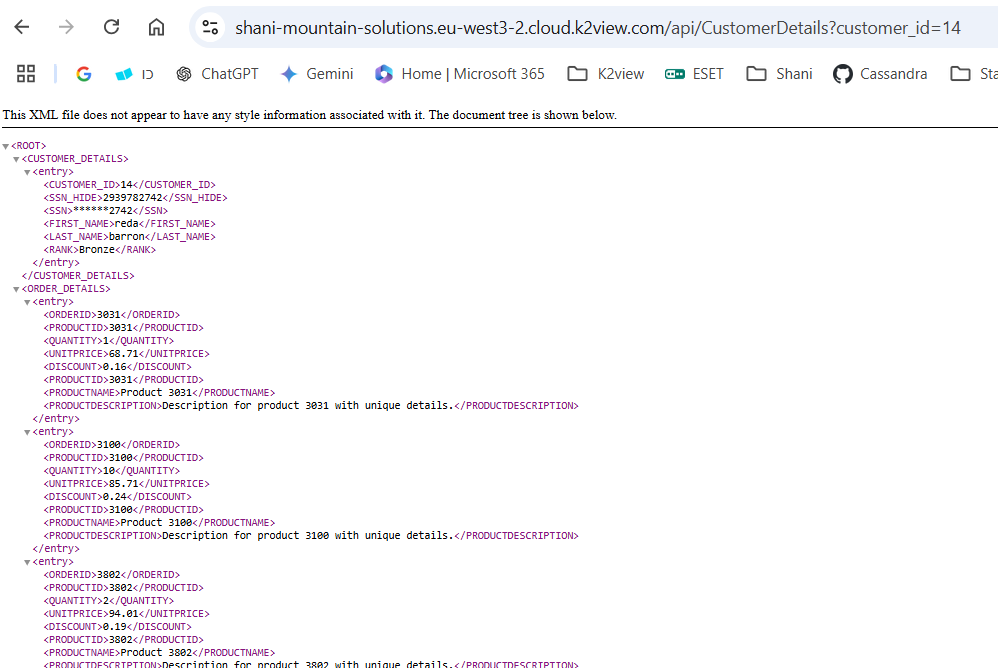 shani-mountain-solutions.eu-west3-2.cloud.k2view.com/api/CustomerDetails?customer_id=14
ID ChatGPT Gemini Home | Microsoft 365 K2view ESET Shani Cassandra Sta
This XML file does not appear to have any style information associated with it. The document tree is shown below.
▼<ROOT>
▼<CUSTOMER_DETAILS>
▼<entry>
<CUSTOMER_ID>14</CUSTOMER_ID>
<SSN_HIDE>2939782742</SSN_HIDE>
<SSN>******2742</SSN>
<FIRST_NAME>reda</FIRST_NAME>
<LAST_NAME>barron</LAST_NAME>
<RANK>Bronze</RANK>
</entry>
</CUSTOMER_DETAILS>
▼<ORDER_DETAILS>
▼<entry>
<ORDERID>3031</ORDERID>
<PRODUCTID>3031</PRODUCTID>
<QUANTITY>1</QUANTITY>
<UNITPRICE>68.71</UNITPRICE>
<DISCOUNT>0.16</DISCOUNT>
<PRODUCTID>3031</PRODUCTID>
<PRODUCTNAME>Product 3031</PRODUCTNAME>
<PRODUCTDESCRIPTION>Description for product 3031 with unique details.</PRODUCTDESCRIPTION>
</entry>
▼<entry>
<ORDERID>3100</ORDERID>
<PRODUCTID>3100</PRODUCTID>
<QUANTITY>10</QUANTITY>
<UNITPRICE>85.71</UNITPRICE>
<DISCOUNT>0.24</DISCOUNT>
<PRODUCTID>3100</PRODUCTID>
<PRODUCTNAME>Product 3100</PRODUCTNAME>
<PRODUCTDESCRIPTION>Description for product 3100 with unique details.</PRODUCTDESCRIPTION>
</entry>
▼<entry>
<ORDERID>3802</ORDERID>
<PRODUCTID>3802</PRODUCTID>
<QUANTITY>2</QUANTITY>
<UNITPRICE>94.01</UNITPRICE>
<DISCOUNT>0.19</DISCOUNT>
<PRODUCTID>3802</PRODUCTID>
<PRODUCTNAME>Product 3802</PRODUCTNAME>
<PRODUCTDESCRIPTION>Description for product 3802 with unique details.</PRODUCTDESCRIPTION>